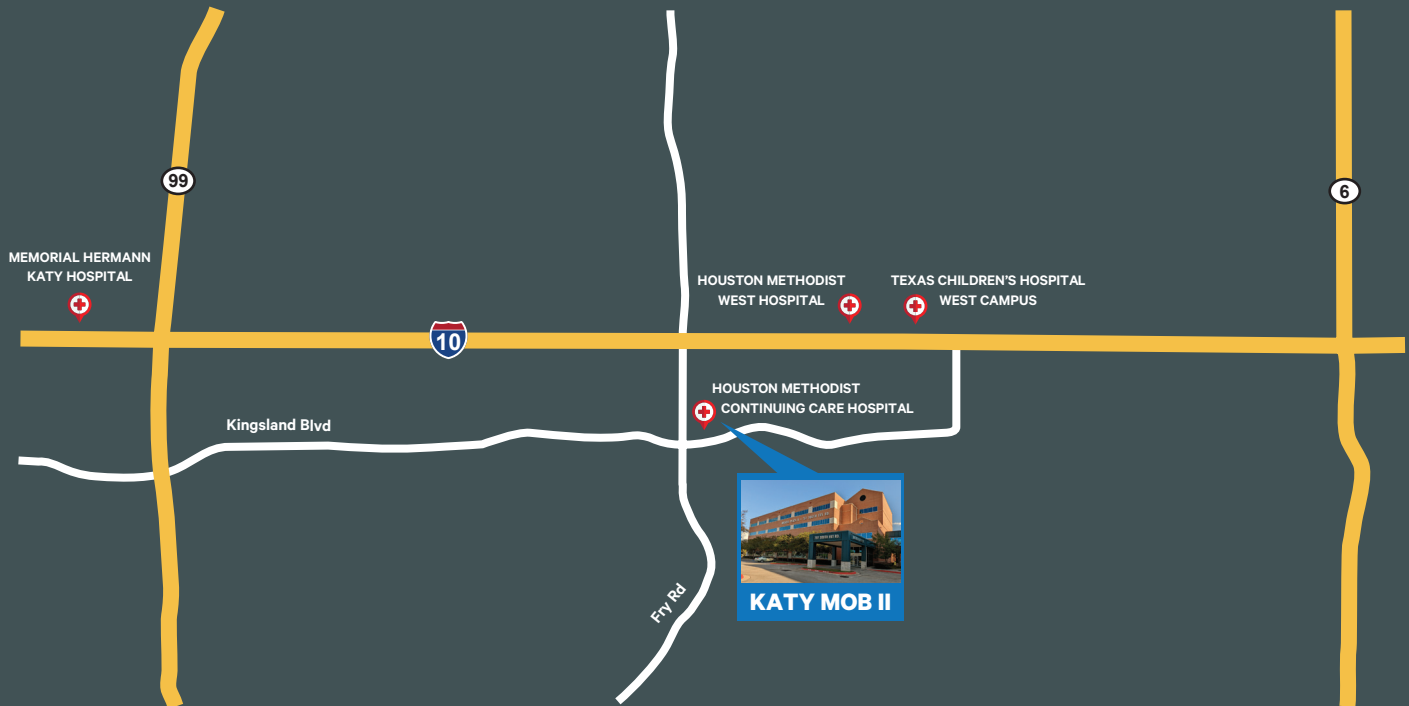 99
6
MEMORIAL HERMANN
KATY HOSPITAL
HOUSTON METHODIST
WEST HOSPITAL
TEXAS CHILDREN'S HOSPITAL
WEST CAMPUS
10
HOUSTON METHODIST
CONTINUING CARE HOSPITAL
Kingsland Blvd
Fry Rd
KATY MOB II